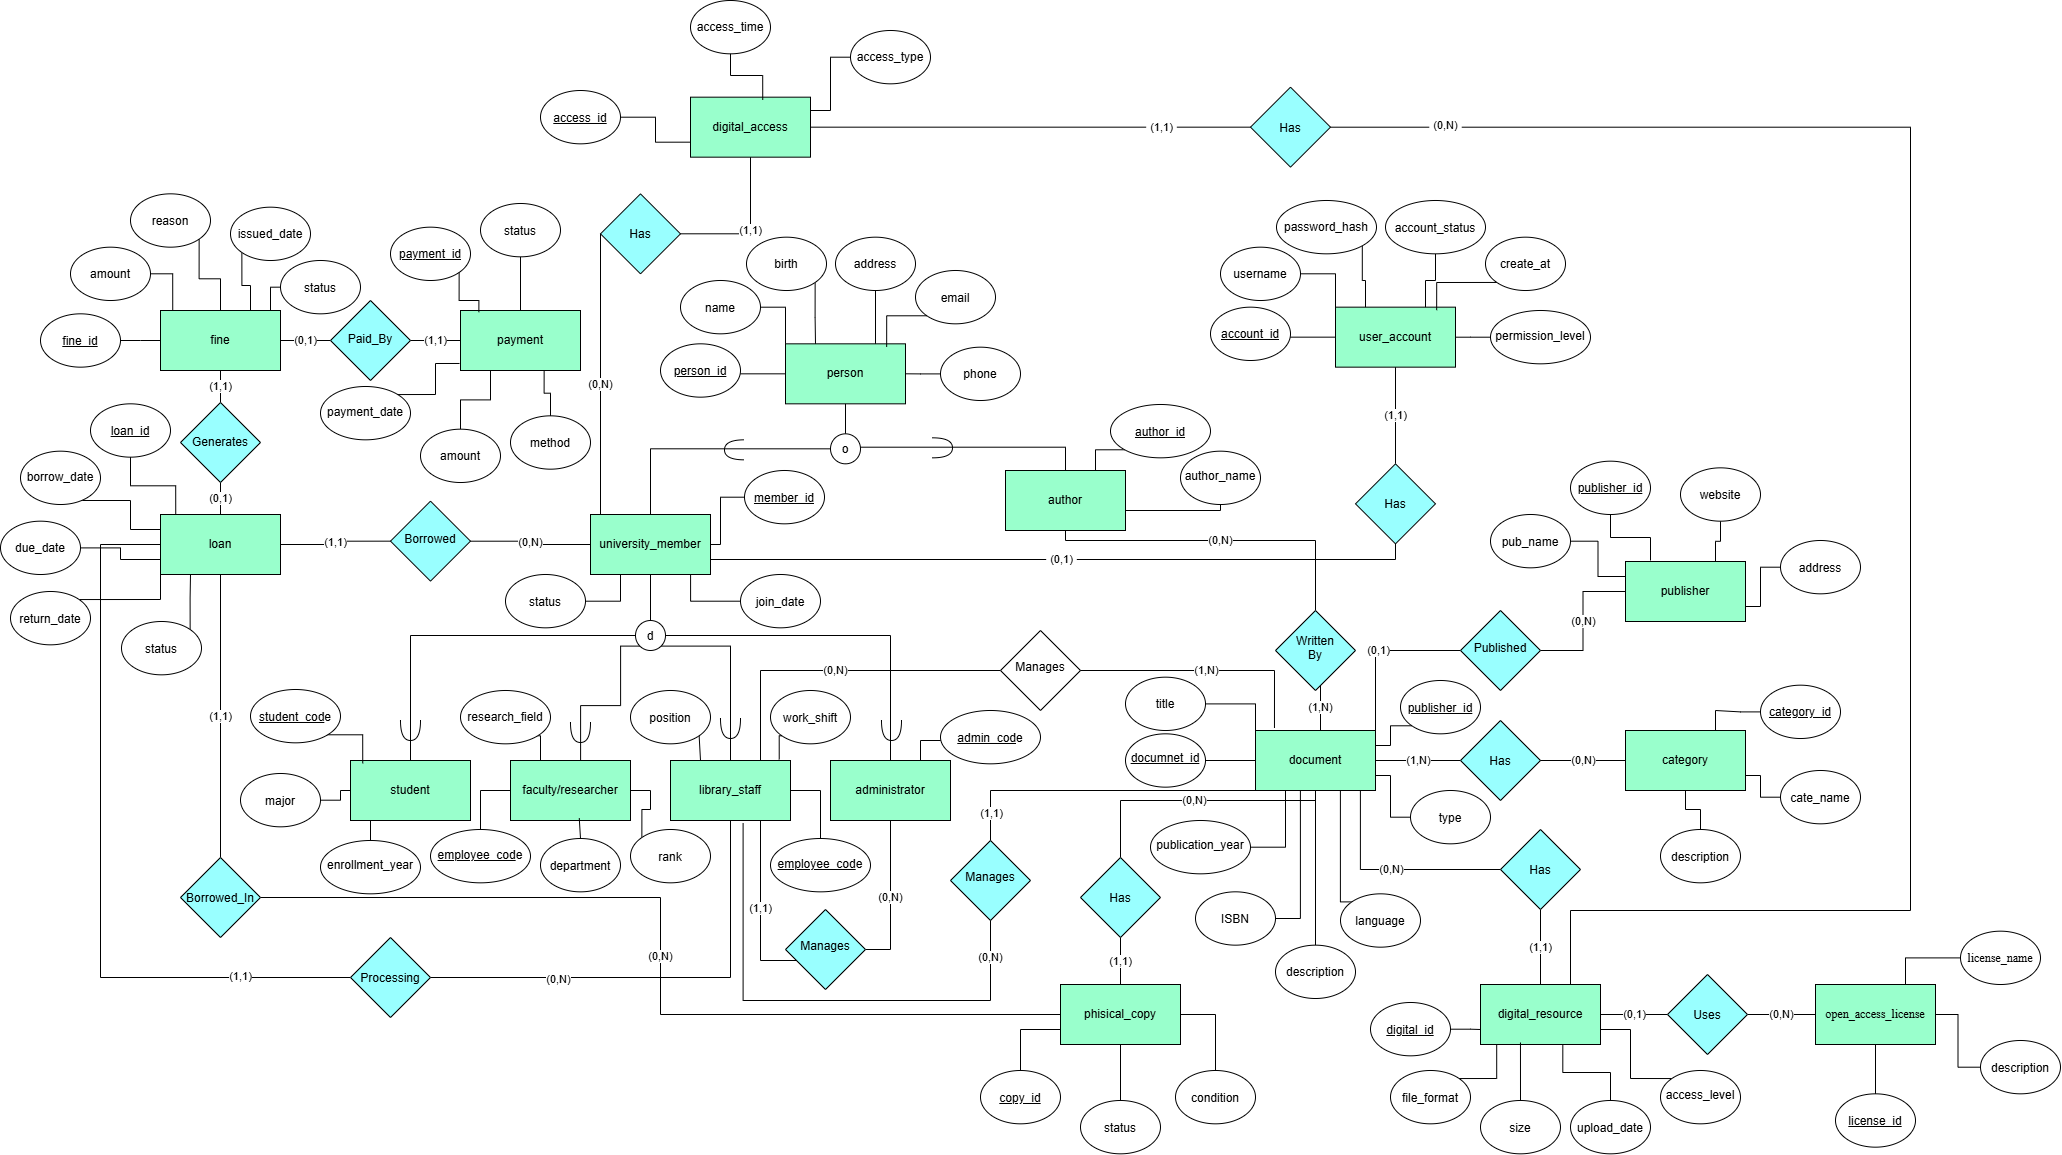 access_time
access_type
access_id
digital_access
(1,1)
Has
(0,N)
reason
issued_date
amount
status
fine_id
fine
(0,1)
Paid_By
(1,1)
payment_id
status
payment
payment_date
amount
method
Has
(1,1)
(0,N)
birth
address
name
email
person_id
person
phone
o
password_hash
account_status
username
create_at
account_id
user_account
permission_level
(1,1)
Has
(0,1)
(1,1)
Generates
(0,1)
loan_id
borrow_date
due_date
return_date
status
loan
(1,1)
Borrowed
(0,N)
university_member
member_id
status
join_date
d
author_id
author_name
author
(0,N)
Written
By
(1,N)
publisher_id
website
pub_name
address
publisher
(0,N)
Published
(0,1)
(0,N)
Manages
(1,N)
student_code
major
student
enrollment_year
research_field
faculty/researcher
employee_code
department
rank
position
work_shift
library_staff
employee_code
admin_code
administrator
(1,1)
Manages
(0,N)
(1,1)
Manages
(0,N)
title
documnet_id
document
publisher_id
type
publication_year
ISBN
description
language
(1,N)
Has
(0,N)
category
category_id
cate_name
description
(0,N)
Has
(1,1)
(0,N)
Has
(1,1)
(1,1)
Borrowed_In
(0,N)
(1,1)
Processing
(0,N)
phisical_copy
copy_id
status
condition
digital_resource
digital_id
file_format
size
upload_date
access_level
(0,1)
Uses
(0,N)
open_access_license
license_name
description
license_id